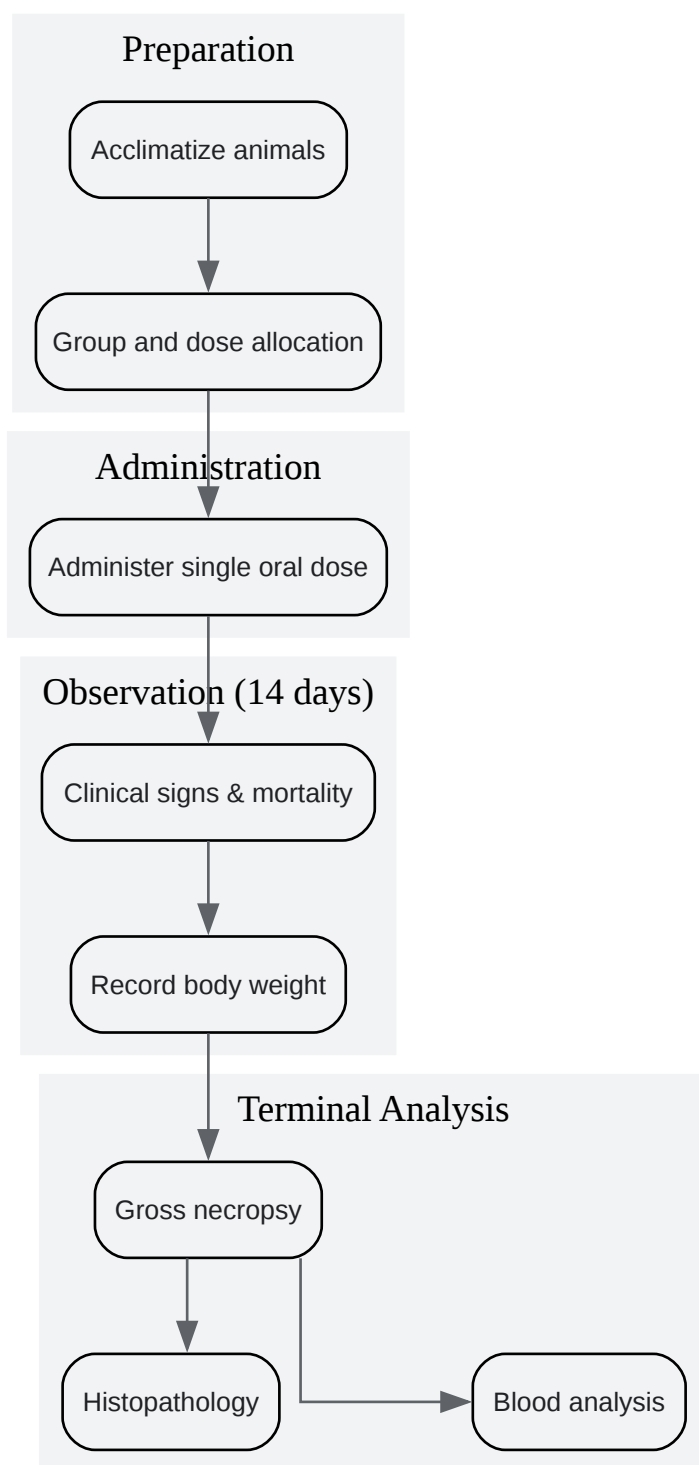 Preparation
Acclimatize animals
Group and dose allocation
Administration
Administer single oral dose
Observation (14 days)
Clinical signs & mortality
Record body weight
Terminal Analysis
Gross necropsy
Histopathology
Blood analysis